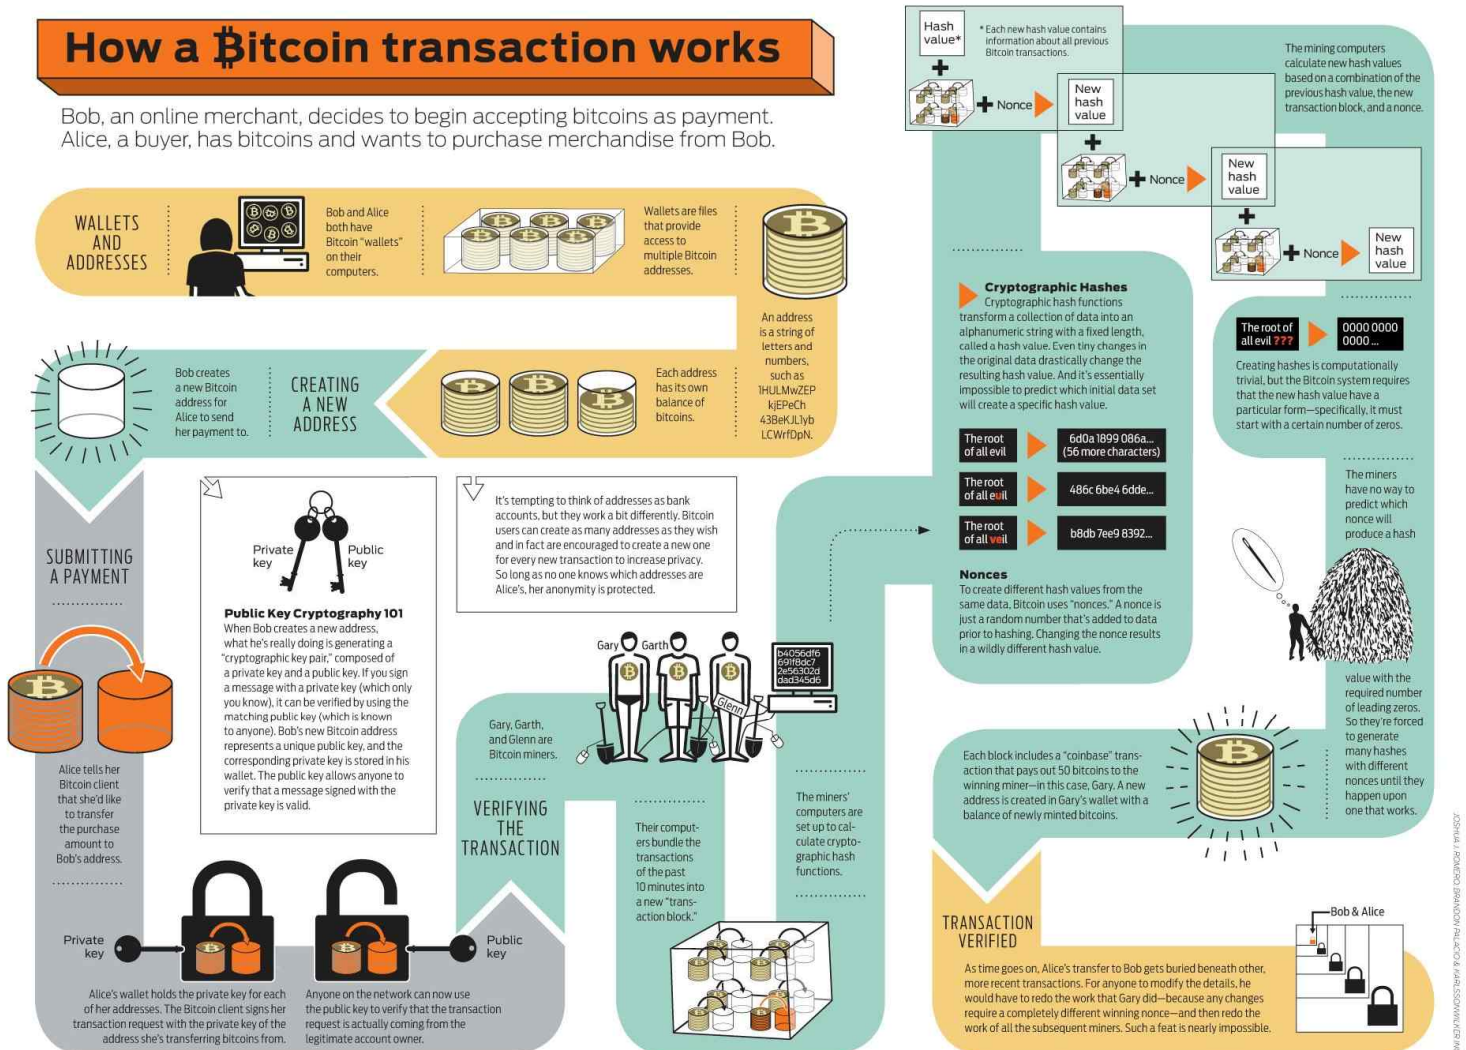 How a Bitcoin transaction works
Bob, an online merchant, decides to begin accepting bitcoins as payment.
Alice, a buyer, has bitcoins and wants to purchase merchandise from Bob.
WALLETS
AND
ADDRESSES
Bob and Alice
both have
Bitcoin "wallets"
on their
computers.
Wallets are files
that provide
access to
multiple Bitcoin
addresses.
An address
is a string of
letters and
numbers,
such as
1HULMwZEP
kjEPeCh
43BeKJL1yb
LCWrfDpN.
Each address
has its own
balance of
bitcoins.
CREATING
A NEW
ADDRESS
Bob creates
a new Bitcoin
address for
Alice to send
her payment to.
Private
key
Public
key
Public Key Cryptography 101
When Bob creates a new address,
what he's really doing is generating a
"cryptographic key pair," composed of
a private key and a public key. If you sign
a message with a private key (which only
you know), it can be verified by using the
matching public key (which is known
to anyone). Bob's new Bitcoin address
represents a unique public key, and the
corresponding private key is stored in his
wallet. The public key allows anyone to
verify that a message signed with the
private key is valid.
It's tempting to think of addresses as bank
accounts, but they work a bit differently. Bitcoin
users can create as many addresses as they wish
and in fact are encouraged to create a new one
for every new transaction to increase privacy.
So long as no one knows which addresses are
Alice's, her anonymity is protected.
SUBMITTING
A PAYMENT
Alice tells her
Bitcoin client
that she'd like
to transfer
the purchase
amount to
Bob's address.
Private
key
Alice's wallet holds the private key for each
of her addresses. The Bitcoin client signs her
transaction request with the private key of the
address she's transferring bitcoins from.
Public
key
Anyone on the network can now use
the public key to verify that the transaction
request is actually coming from the
legitimate account owner.
VERIFYING
THE
TRANSACTION
Gary, Garth,
and Glenn are
Bitcoin miners.
Gary
Garth
Glenn
b4056df6
691f8dc7
2e56302d
dad345d6
Their comput-
ers bundle the
transactions
of the past
10 minutes into
a new "trans-
action block."
The miners'
computers are
set up to cal-
culate crypto-
graphic hash
functions.
Cryptographic Hashes
Cryptographic hash functions
transform a collection of data into an
alphanumeric string with a fixed length,
called a hash value. Even tiny changes in
the original data drastically change the
resulting hash value. And it's essentially
impossible to predict which initial data set
will create a specific hash value.
The root
of all evil
6d0a 1899 086a...
(56 more characters)
The root
of all euil
486c 6be4 6dde...
The root
of all veil
b8db 7ee9 8392...
Nonces
To create different hash values from the
same data, Bitcoin uses "nonces." A nonce is
just a random number that's added to data
prior to hashing. Changing the nonce results
in a wildly different hash value.
Hash
value*
* Each new hash value contains
information about all previous
Bitcoin transactions.
+
+ Nonce
New
hash
value
+
+ Nonce
New
hash
value
+
+ Nonce
New
hash
value
The mining computers
calculate new hash values
based on a combination of the
previous hash value, the new
transaction block, and a nonce.
The root of
all evil ???
0000 0000
0000 ...
Creating hashes is computationally
trivial, but the Bitcoin system requires
that the new hash value have a
particular form—specifically, it must
start with a certain number of zeros.
The miners
have no way to
predict which
nonce will
produce a hash
value with the
required number
of leading zeros.
So they're forced
to generate
many hashes
with different
nonces until they
happen upon
one that works.
Each block includes a "coinbase" trans-
action that pays out 50 bitcoins to the
winning miner—in this case, Gary. A new
address is created in Gary's wallet with a
balance of newly minted bitcoins.
TRANSACTION
VERIFIED
As time goes on, Alice's transfer to Bob gets buried beneath other,
more recent transactions. For anyone to modify the details, he
would have to redo the work that Gary did—because any changes
require a completely different winning nonce—and then redo the
work of all the subsequent miners. Such a feat is nearly impossible.
Bob & Alice
JOSHUA J. ROMERO, BRANDON PALACIO & KARLSSONWILKER IN